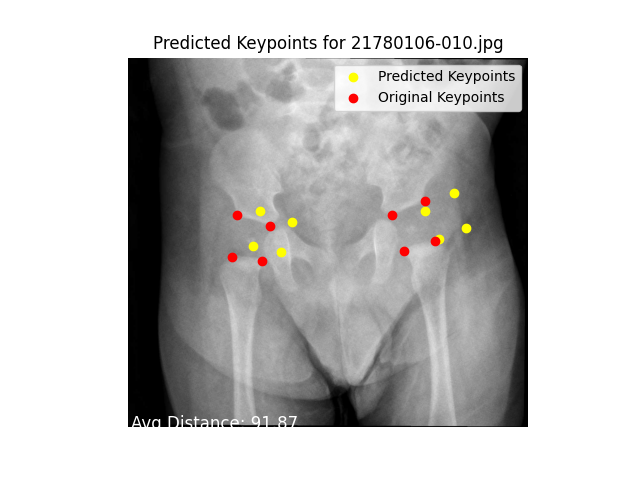 Predicted Keypoints for 21780106-010.jpg
Predicted Keypoints
Original Keypoints
Avg Distance: 91.87